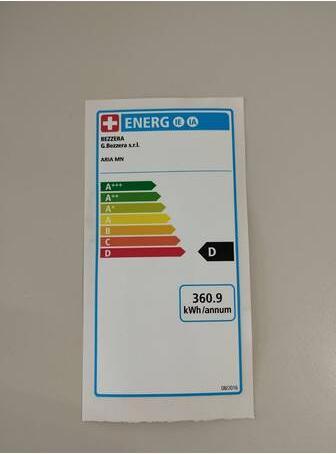 ENERG IE IA
BEZZERA
G.Bezzera s.r.l.
ARIA MN
A+++
A++
A+
A
B
C
D
D
360.9
kWh/annum
08/2016